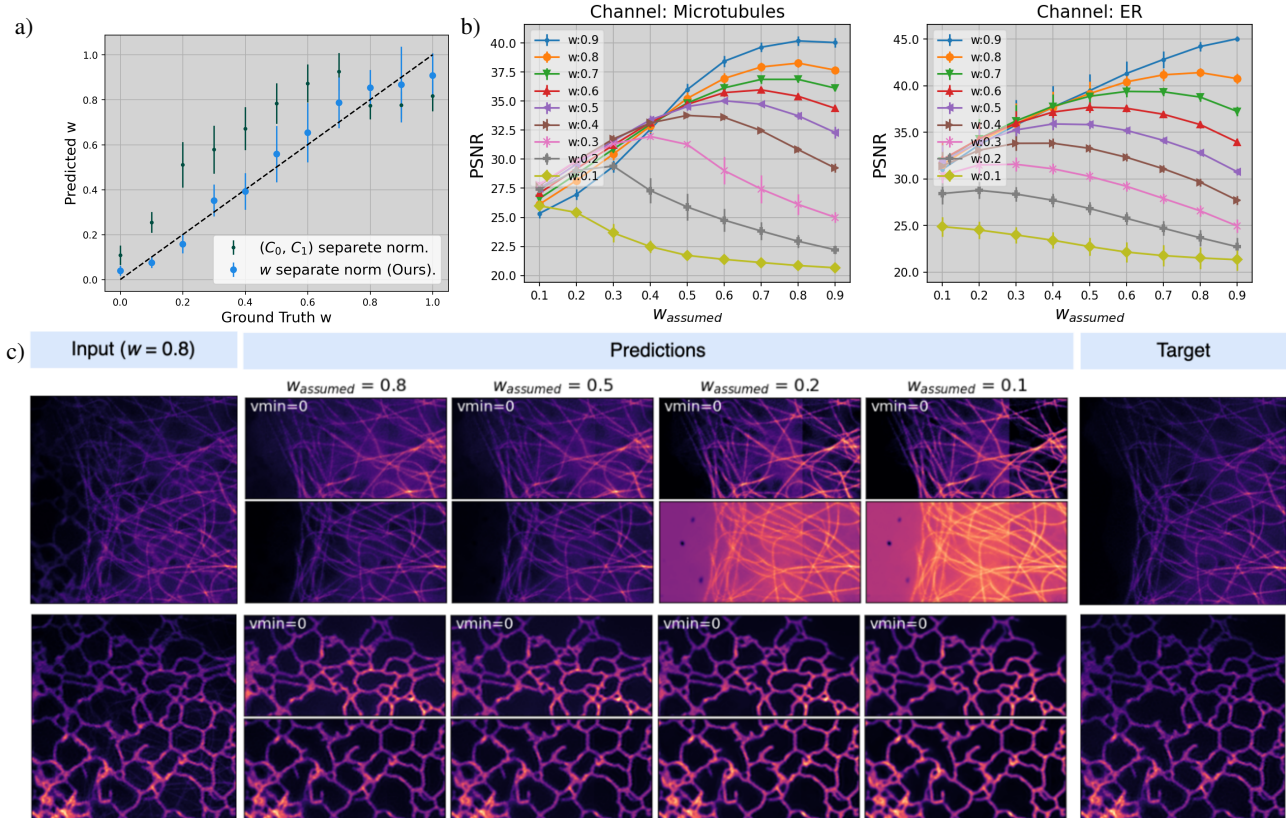 a)
Predicted w
1.0
0.8
0.6
0.4
0.2
0.0
(C₀, C₁) separete norm.
w separate norm (Ours).
0.0 0.2 0.4 0.6 0.8 1.0
Ground Truth w
b)
Channel: Microtubules
PSNR
40.0
37.5
35.0
32.5
30.0
27.5
25.0
22.5
20.0
w:0.9
w:0.8
w:0.7
w:0.6
w:0.5
w:0.4
w:0.3
w:0.2
w:0.1
0.1 0.2 0.3 0.4 0.5 0.6 0.7 0.8 0.9
w_assumed
Channel: ER
PSNR
45.0
40.0
35.0
30.0
25.0
20.0
w:0.9
w:0.8
w:0.7
w:0.6
w:0.5
w:0.4
w:0.3
w:0.2
w:0.1
0.1 0.2 0.3 0.4 0.5 0.6 0.7 0.8 0.9
w_assumed
c)
Input (w = 0.8)
Predictions
Target
w_assumed = 0.8 w_assumed = 0.5 w_assumed = 0.2 w_assumed = 0.1
vmin=0 vmin=0 vmin=0 vmin=0
vmin=0 vmin=0 vmin=0 vmin=0